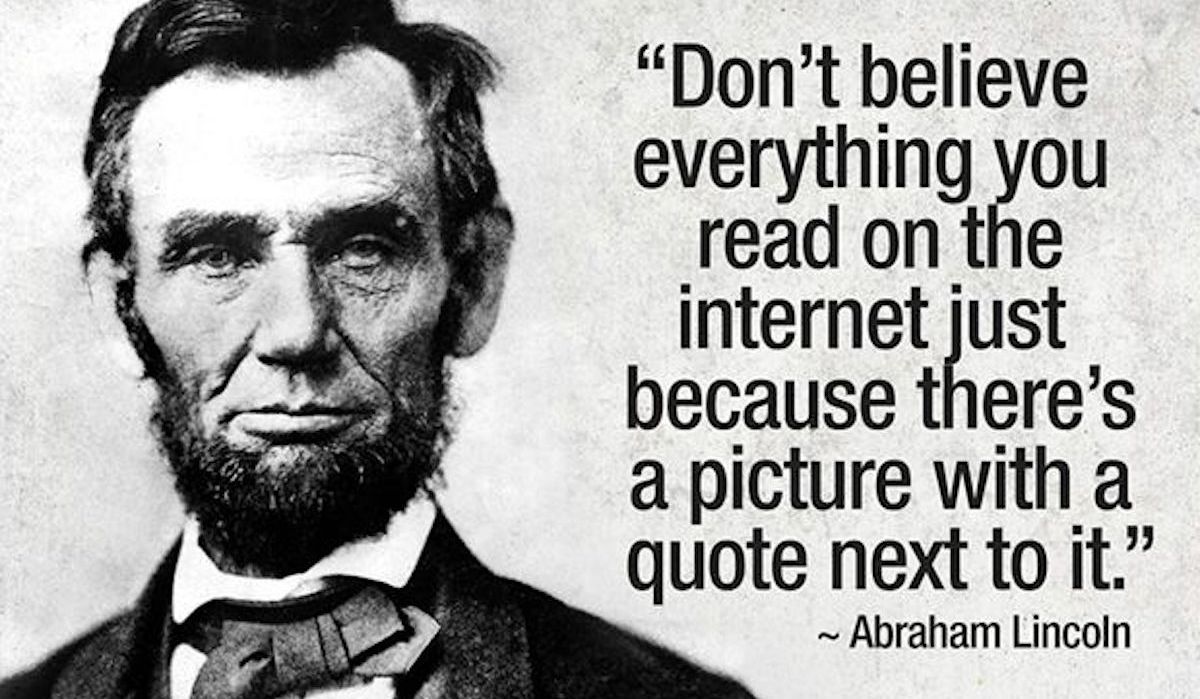 “Don’t believe
everything you
read on the
internet just
because there’s
a picture with a
quote next to it.”
~ Abraham Lincoln